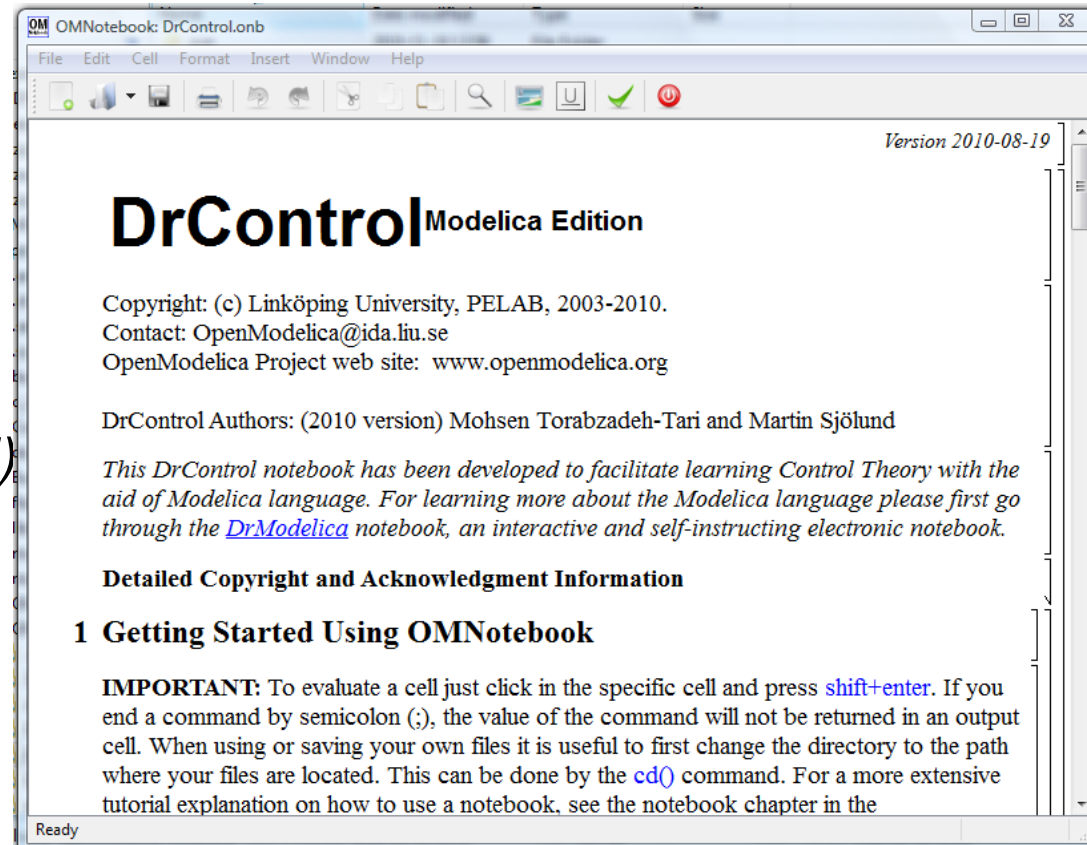 OMNotebook: DrControl.onb
File Edit Cell Format Insert Window Help
Version 2010-08-19
DrControl Modelica Edition
Copyright: (c) Linköping University, PELAB, 2003-2010.
Contact: OpenModelica@ida.liu.se
OpenModelica Project web site: www.openmodelica.org
DrControl Authors: (2010 version) Mohsen Torabzadeh-Tari and Martin Sjölund
This DrControl notebook has been developed to facilitate learning Control Theory with the
aid of Modelica language. For learning more about the Modelica language please first go
through the DrModelica notebook, an interactive and self-instructing electronic notebook.
Detailed Copyright and Acknowledgment Information
1 Getting Started Using OMNotebook
IMPORTANT: To evaluate a cell just click in the specific cell and press shift+enter. If you
end a command by semicolon (;), the value of the command will not be returned in an output
cell. When using or saving your own files it is useful to first change the directory to the path
where your files are located. This can be done by the cd() command. For a more extensive
tutorial explanation on how to use a notebook, see the notebook chapter in the
Ready